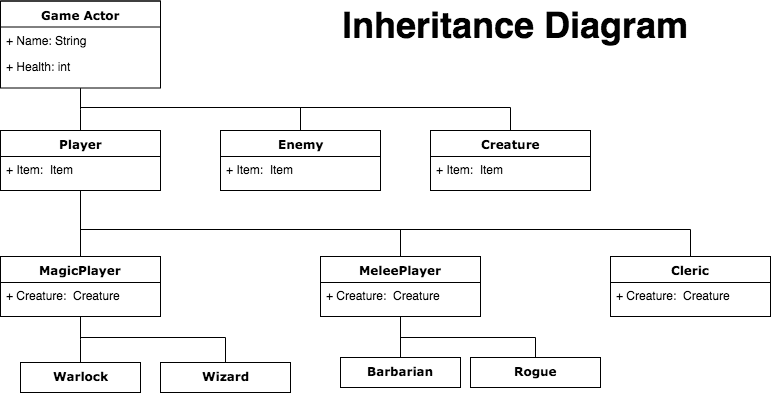 Inheritance Diagram
Game Actor
+ Name: String
+ Health: int
Player
+ Item: Item
Enemy
+ Item: Item
Creature
+ Item: Item
MagicPlayer
+ Creature: Creature
MeleePlayer
+ Creature: Creature
Cleric
+ Creature: Creature
Warlock
Wizard
Barbarian
Rogue